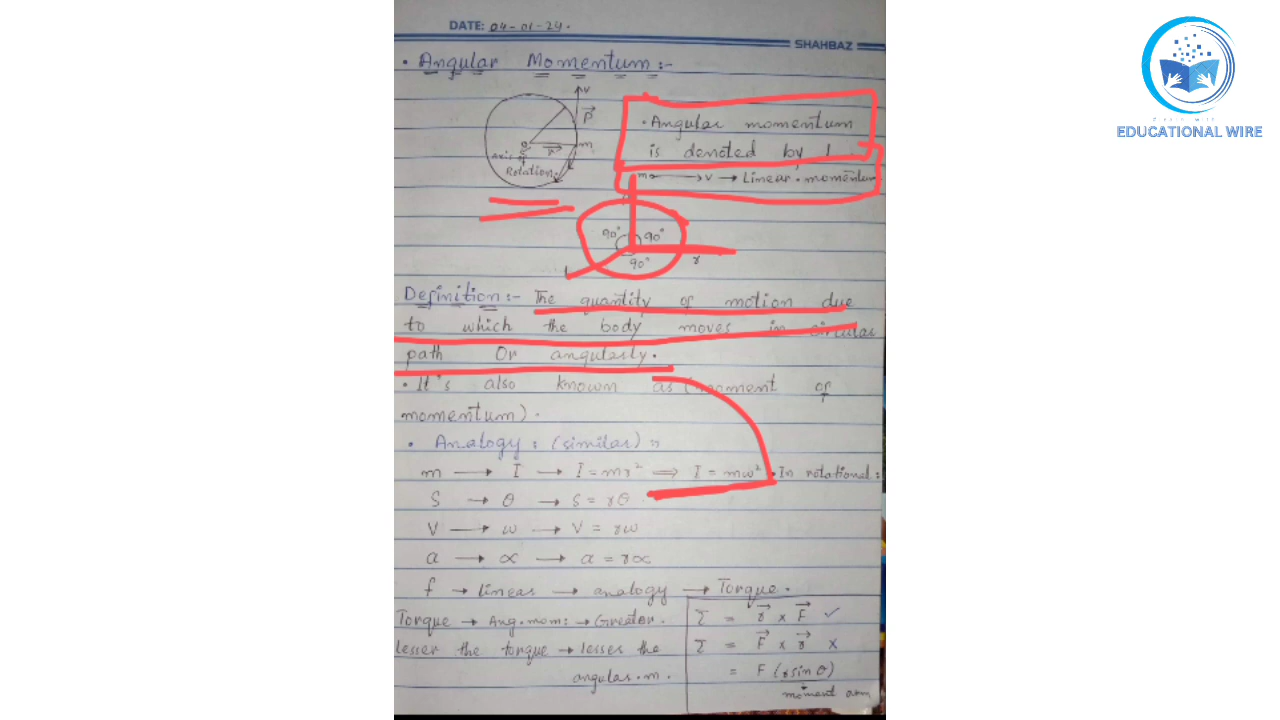 DATE: 04-01-24.
SHAHBAZ
EDUCATIONAL WIRE
• Angular Momentum:-
v
P
m
r
O
axis of
Rotation.
• Angular momentum
is denoted by L.
m v → Linear momentum
90° 90°
90°
r
L
Definition:- The quantity of motion due
to which the body moves in circular
path Or angularly.
• It's also known as (moment of
momentum).
• Analogy: (similar):
m → I → I = mr² ⇒ I = mω² • In rotational:
S → θ → S = rθ
V → ω → V = rω
a → ∝ → a = r∝
f → linear → analogy → Torque.
Torque → Ang. mom: → Greater.
lesser the torque → lesser the
angular.m.
τ = r × F ✓
τ = F × r ×
= F (r sin θ)
moment arm